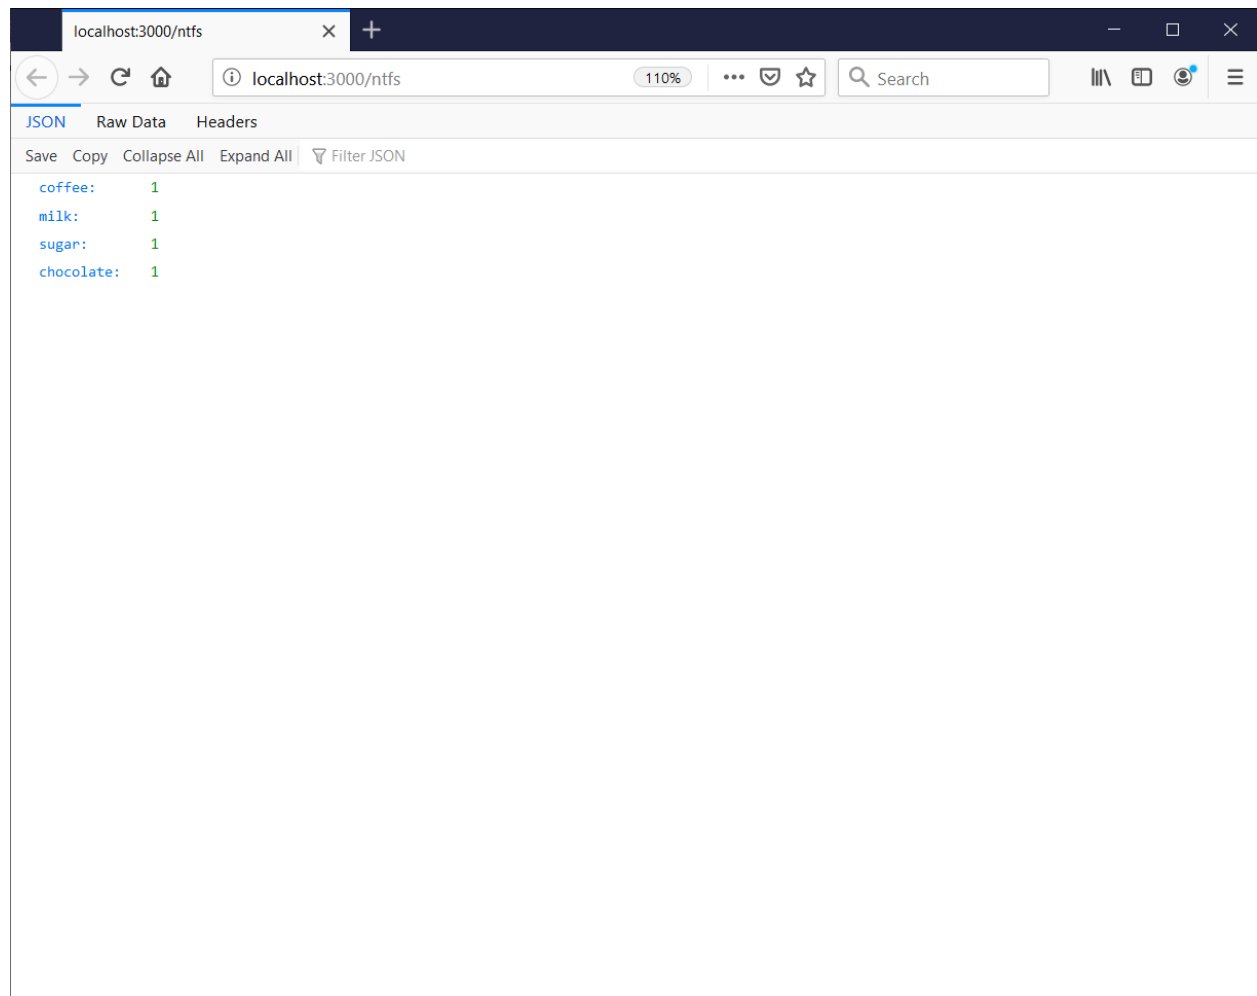 localhost:3000/ntfs
localhost:3000/ntfs 110% Search
JSON Raw Data Headers
Save Copy Collapse All Expand All Filter JSON
coffee: 1
milk: 1
sugar: 1
chocolate: 1